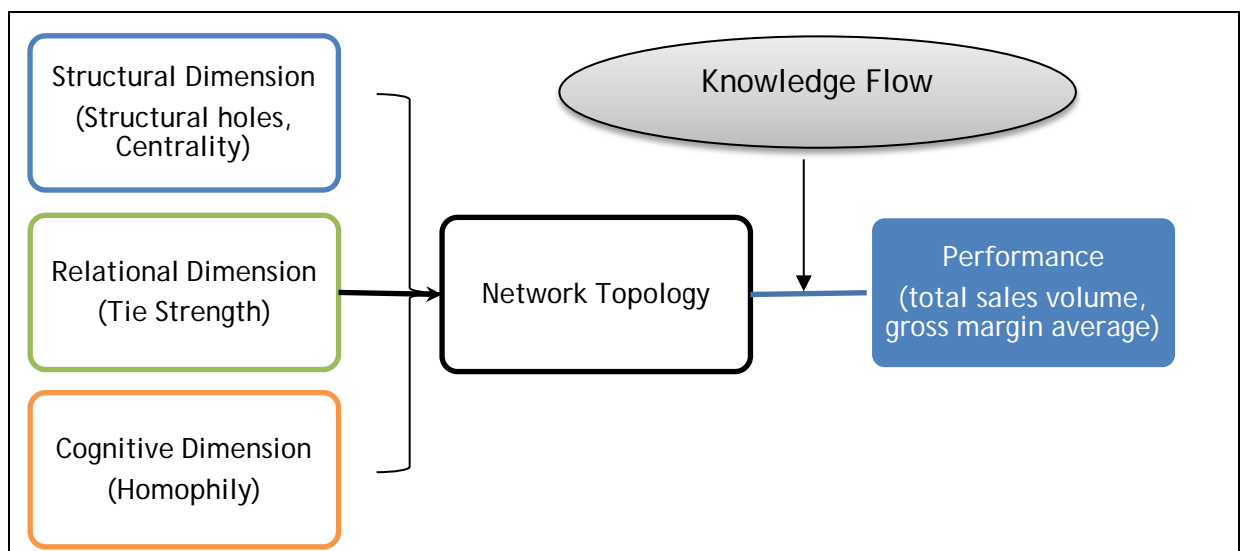 Structural Dimension
(Structural holes,
Centrality)
Knowledge Flow
Relational Dimension
(Tie Strength)
Network Topology
Performance
(total sales volume,
gross margin average)
Cognitive Dimension
(Homophily)